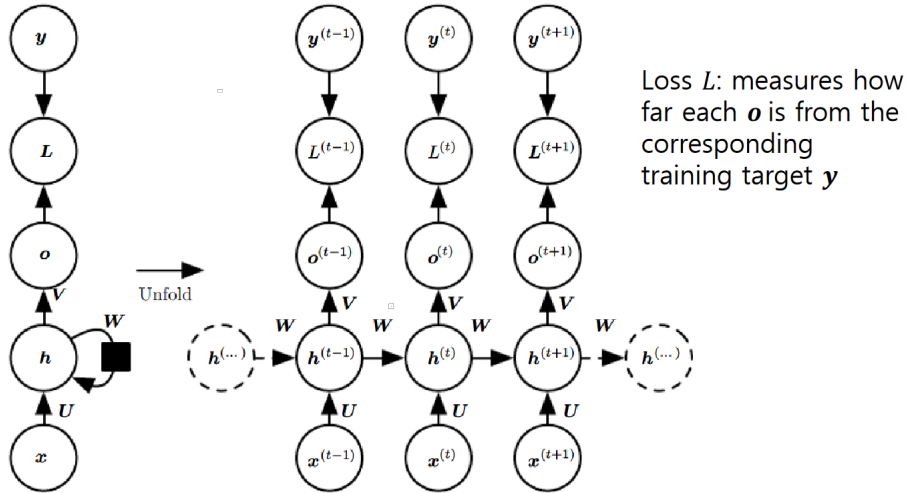 y
y^(t−1)
y^(t)
y^(t+1)
Loss L: measures how
far each o is from the
corresponding
training target y
L
L^(t−1)
L^(t)
L^(t+1)
o
o^(t−1)
o^(t)
o^(t+1)
Unfold
V
V
V
V
W
W
W
W
W
h
h^(...)
h^(t−1)
h^(t)
h^(t+1)
h^(...)
U
U
U
U
x
x^(t−1)
x^(t)
x^(t+1)